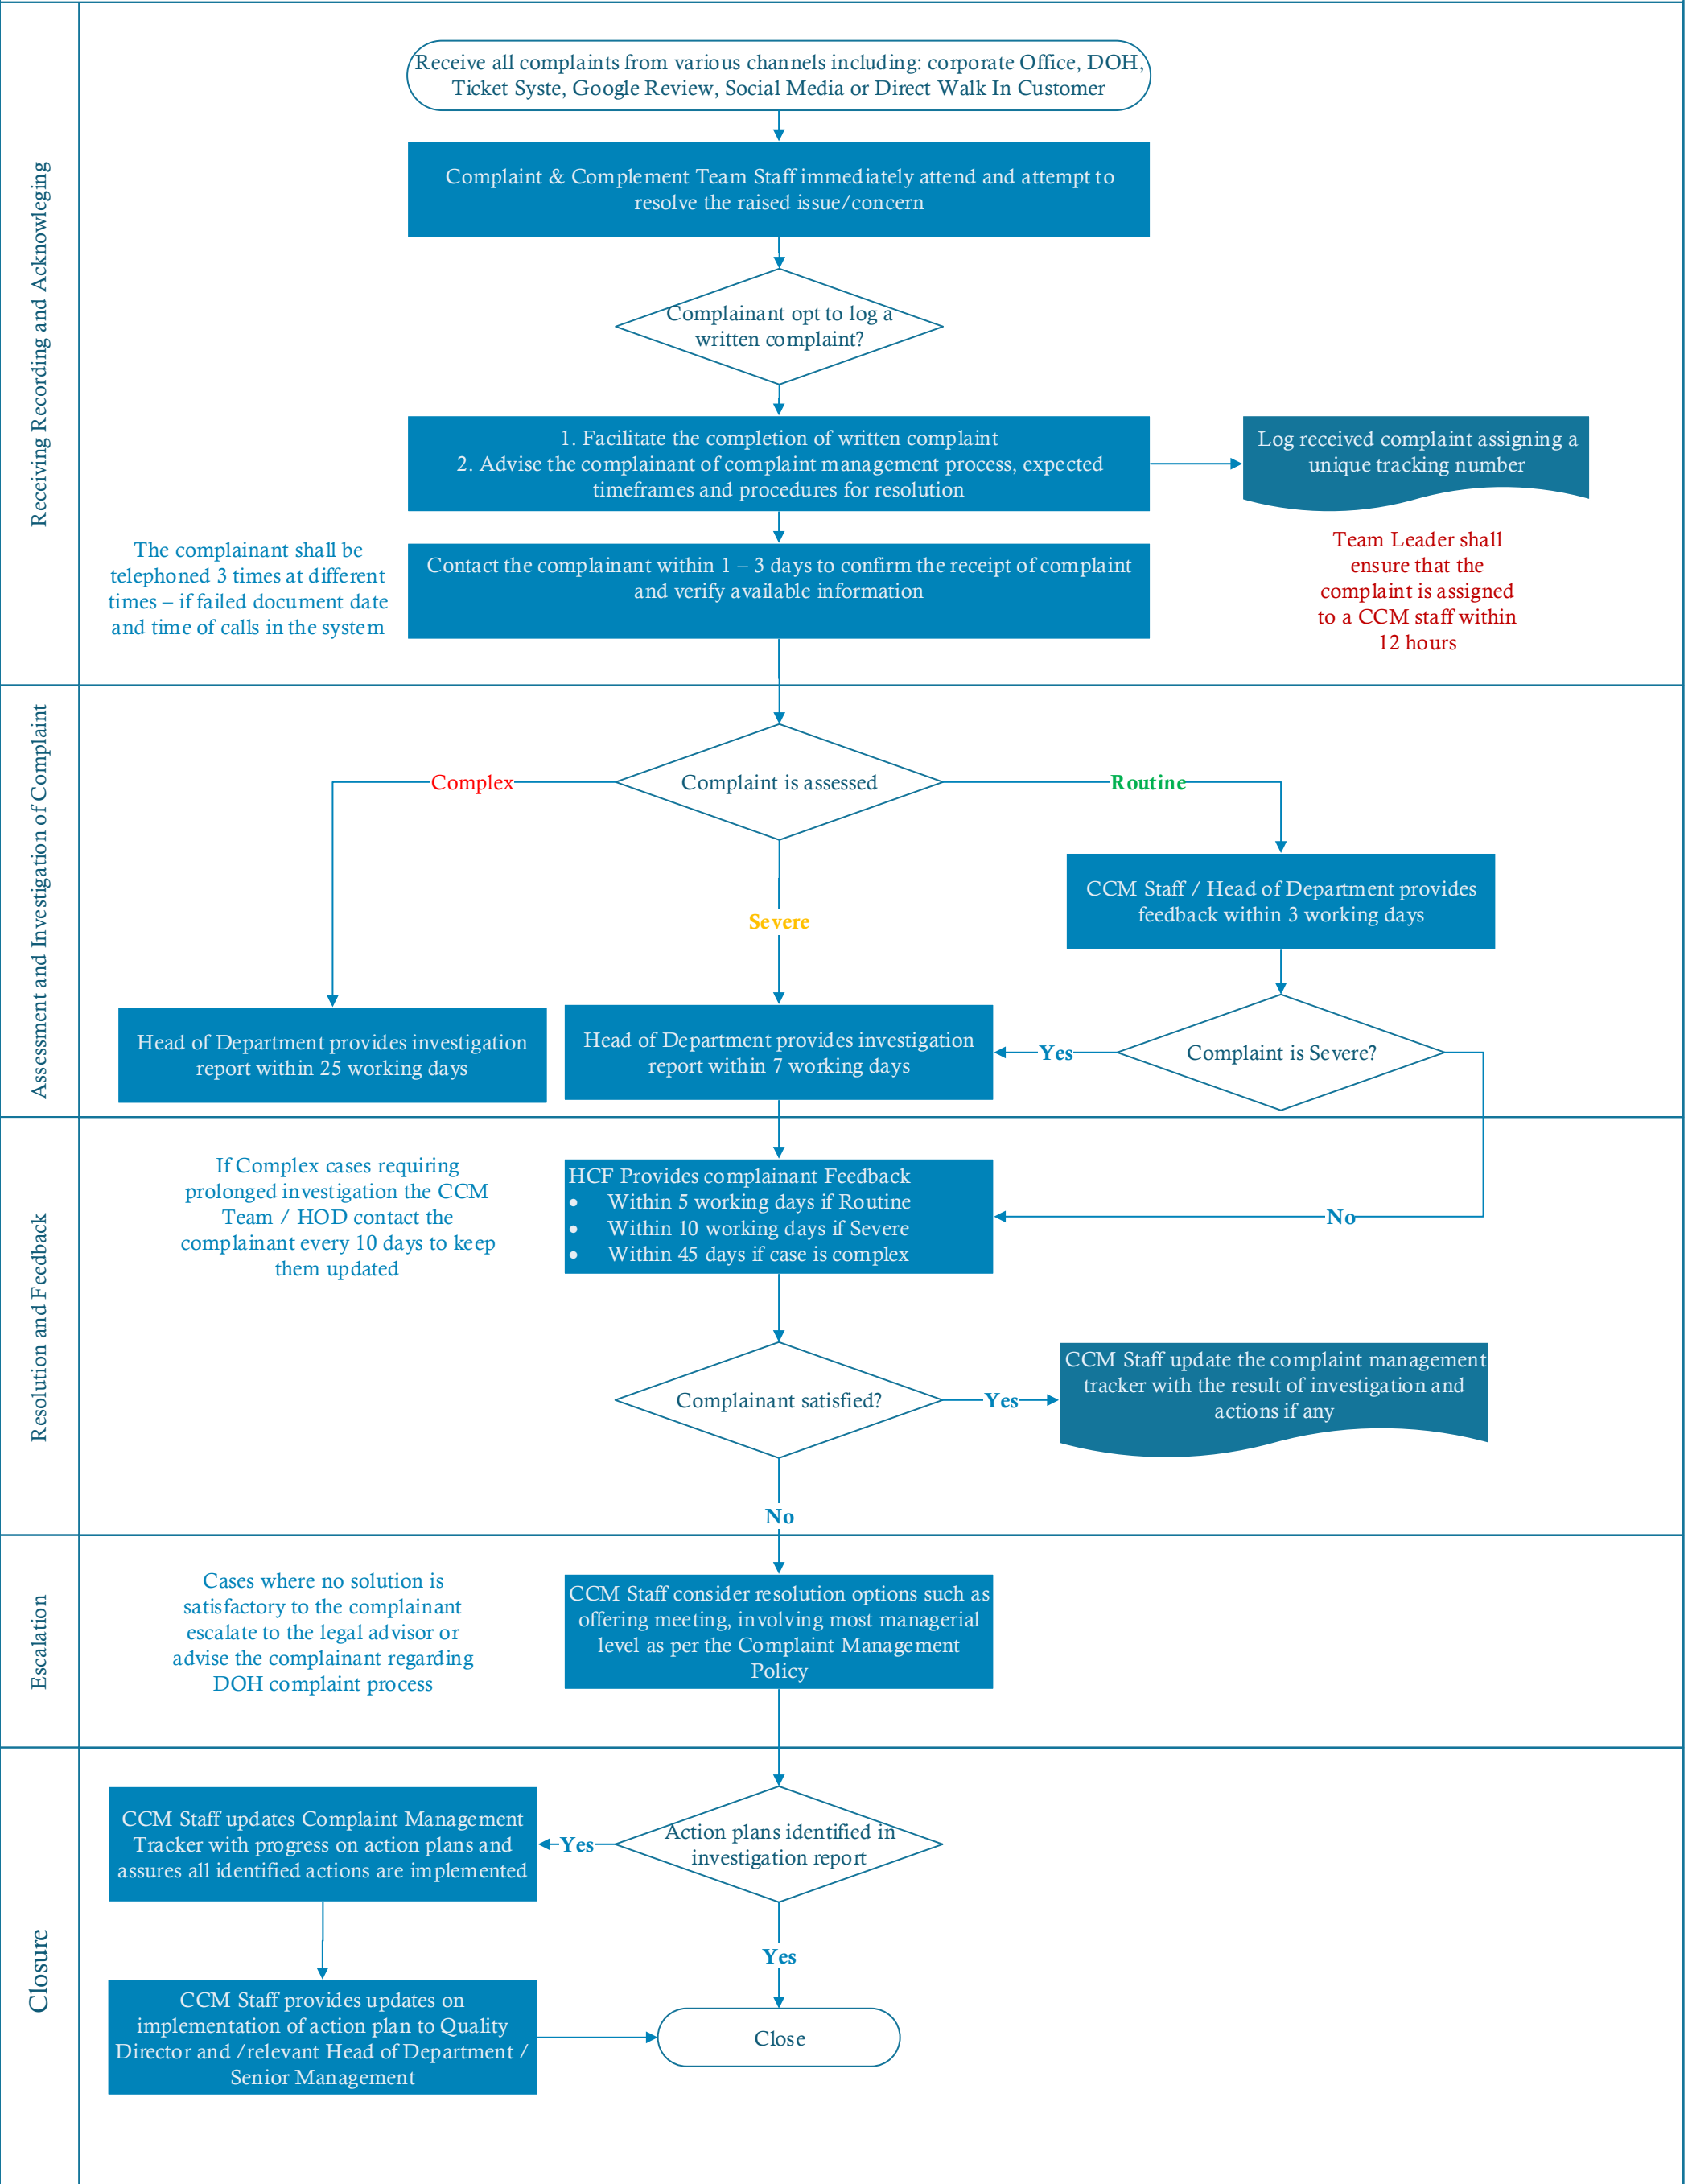 Receiving Recording and Acknowleging
Receive all complaints from various channels including: corporate Office, DOH,
Ticket Syste, Google Review, Social Media or Direct Walk In Customer
Complaint & Complement Team Staff immediately attend and attempt to
resolve the raised issue/concern
Complainant opt to log a
written complaint?
1. Facilitate the completion of written complaint
2. Advise the complainant of complaint management process, expected
timeframes and procedures for resolution
Log received complaint assigning a
unique tracking number
The complainant shall be
telephoned 3 times at different
times – if failed document date
and time of calls in the system
Contact the complainant within 1 – 3 days to confirm the receipt of complaint
and verify available information
Team Leader shall
ensure that the
complaint is assigned
to a CCM staff within
12 hours
Assessment and Investigation of Complaint
Complex
Complaint is assessed
Routine
Severe
CCM Staff / Head of Department provides
feedback within 3 working days
Head of Department provides investigation
report within 25 working days
Head of Department provides investigation
report within 7 working days
Yes
Complaint is Severe?
Resolution and Feedback
If Complex cases requiring
prolonged investigation the CCM
Team / HOD contact the
complainant every 10 days to keep
them updated
HCF Provides complainant Feedback
• Within 5 working days if Routine
• Within 10 working days if Severe
• Within 45 days if case is complex
No
Complainant satisfied?
Yes
CCM Staff update the complaint management
tracker with the result of investigation and
actions if any
No
Escalation
Cases where no solution is
satisfactory to the complainant
escalate to the legal advisor or
advise the complainant regarding
DOH complaint process
CCM Staff consider resolution options such as
offering meeting, involving most managerial
level as per the Complaint Management
Policy
Closure
CCM Staff updates Complaint Management
Tracker with progress on action plans and
assures all identified actions are implemented
Yes
Action plans identified in
investigation report
Yes
CCM Staff provides updates on
implementation of action plan to Quality
Director and /relevant Head of Department /
Senior Management
Close